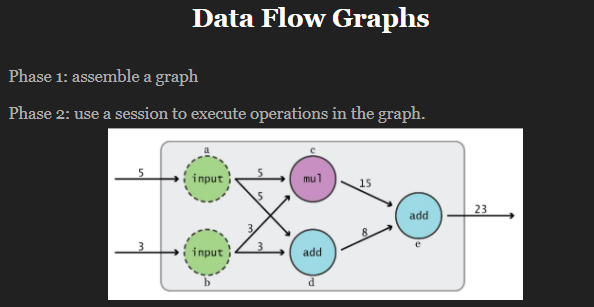 Data Flow Graphs
Phase 1: assemble a graph
Phase 2: use a session to execute operations in the graph.
a
c
5
input
5
mul
15
5
add
23
3
8
e
3
input
3
add
b
d